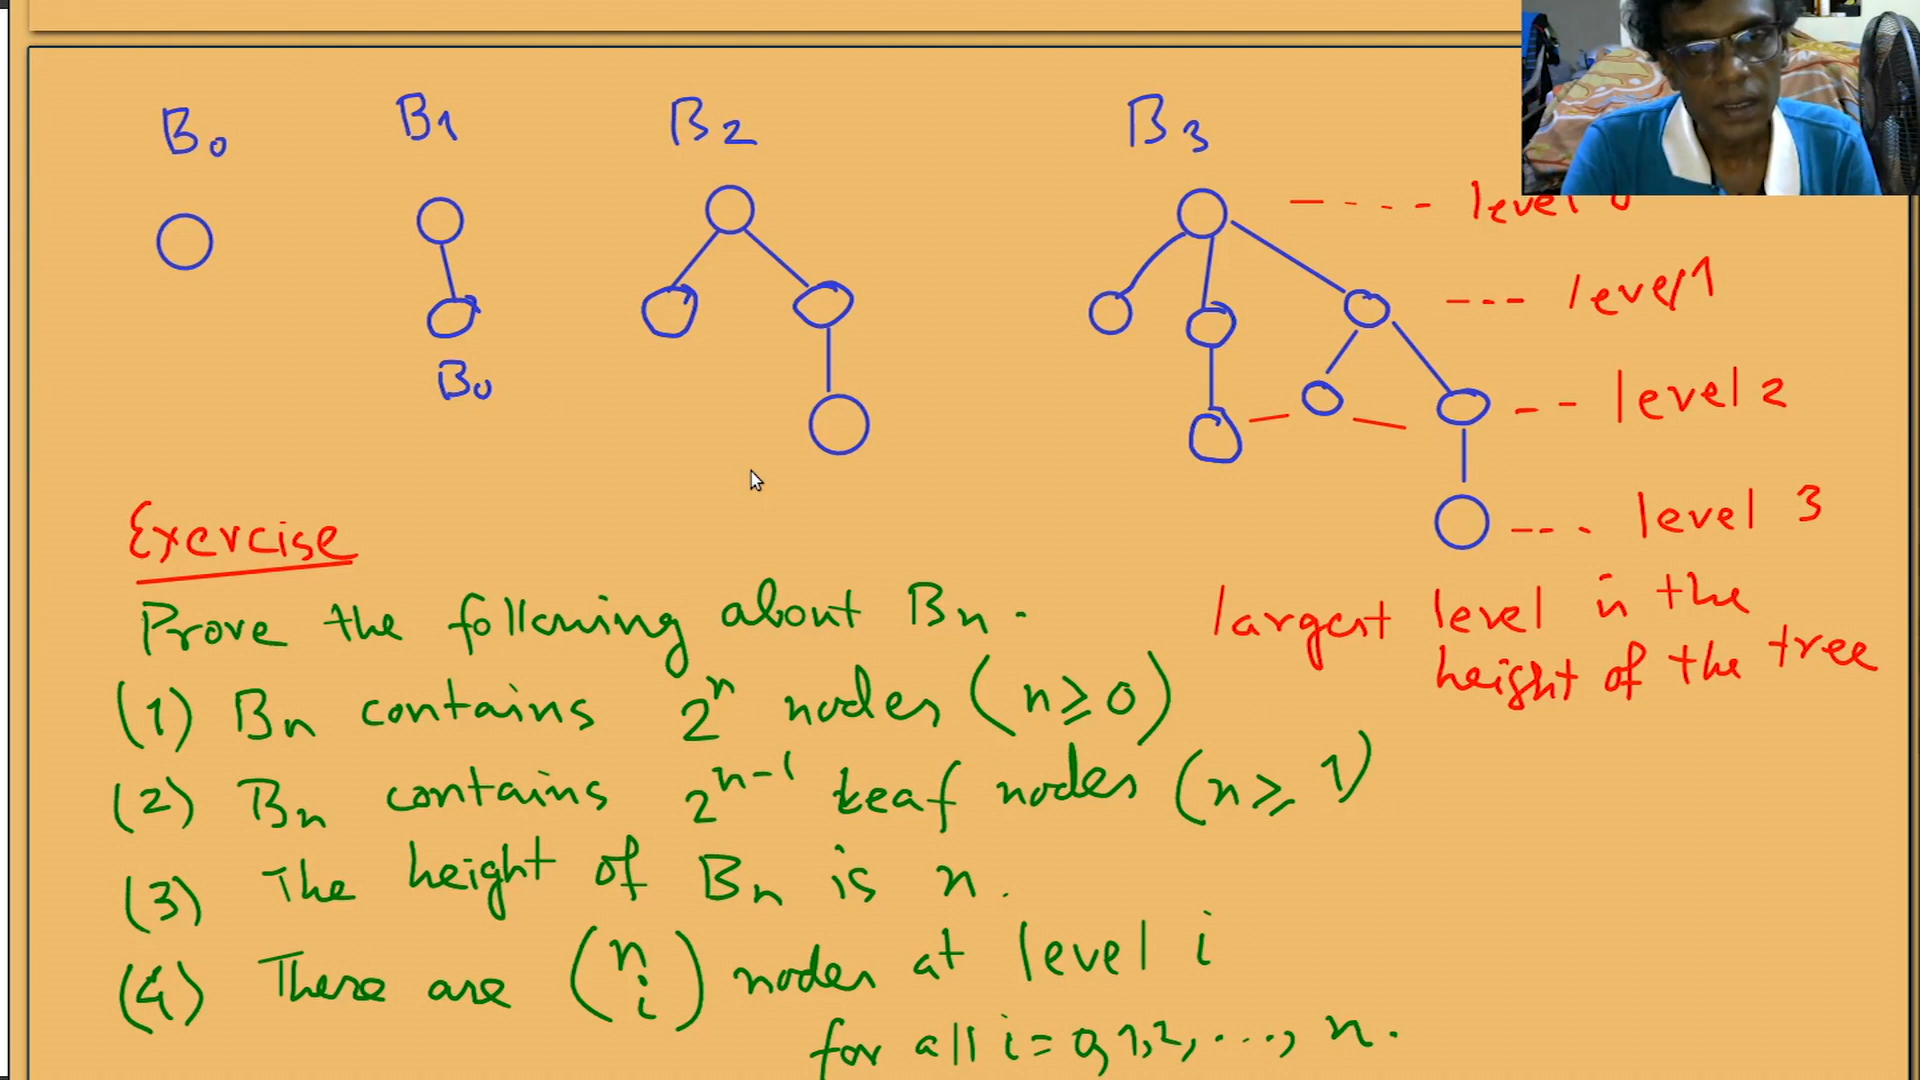 B0 B1 B2 B3
level 0
level 1
B0
level 2
level 3
Exercise
largest level is the
height of the tree
Prove the following about Bn.
(1) Bn contains 2^n nodes (n ≥ 0)
(2) Bn contains 2^n-1 leaf nodes (n ≥ 1)
(3) The height of Bn is n.
(4) There are (n i) nodes at level i
for all i = 0, 1, 2, ..., n.